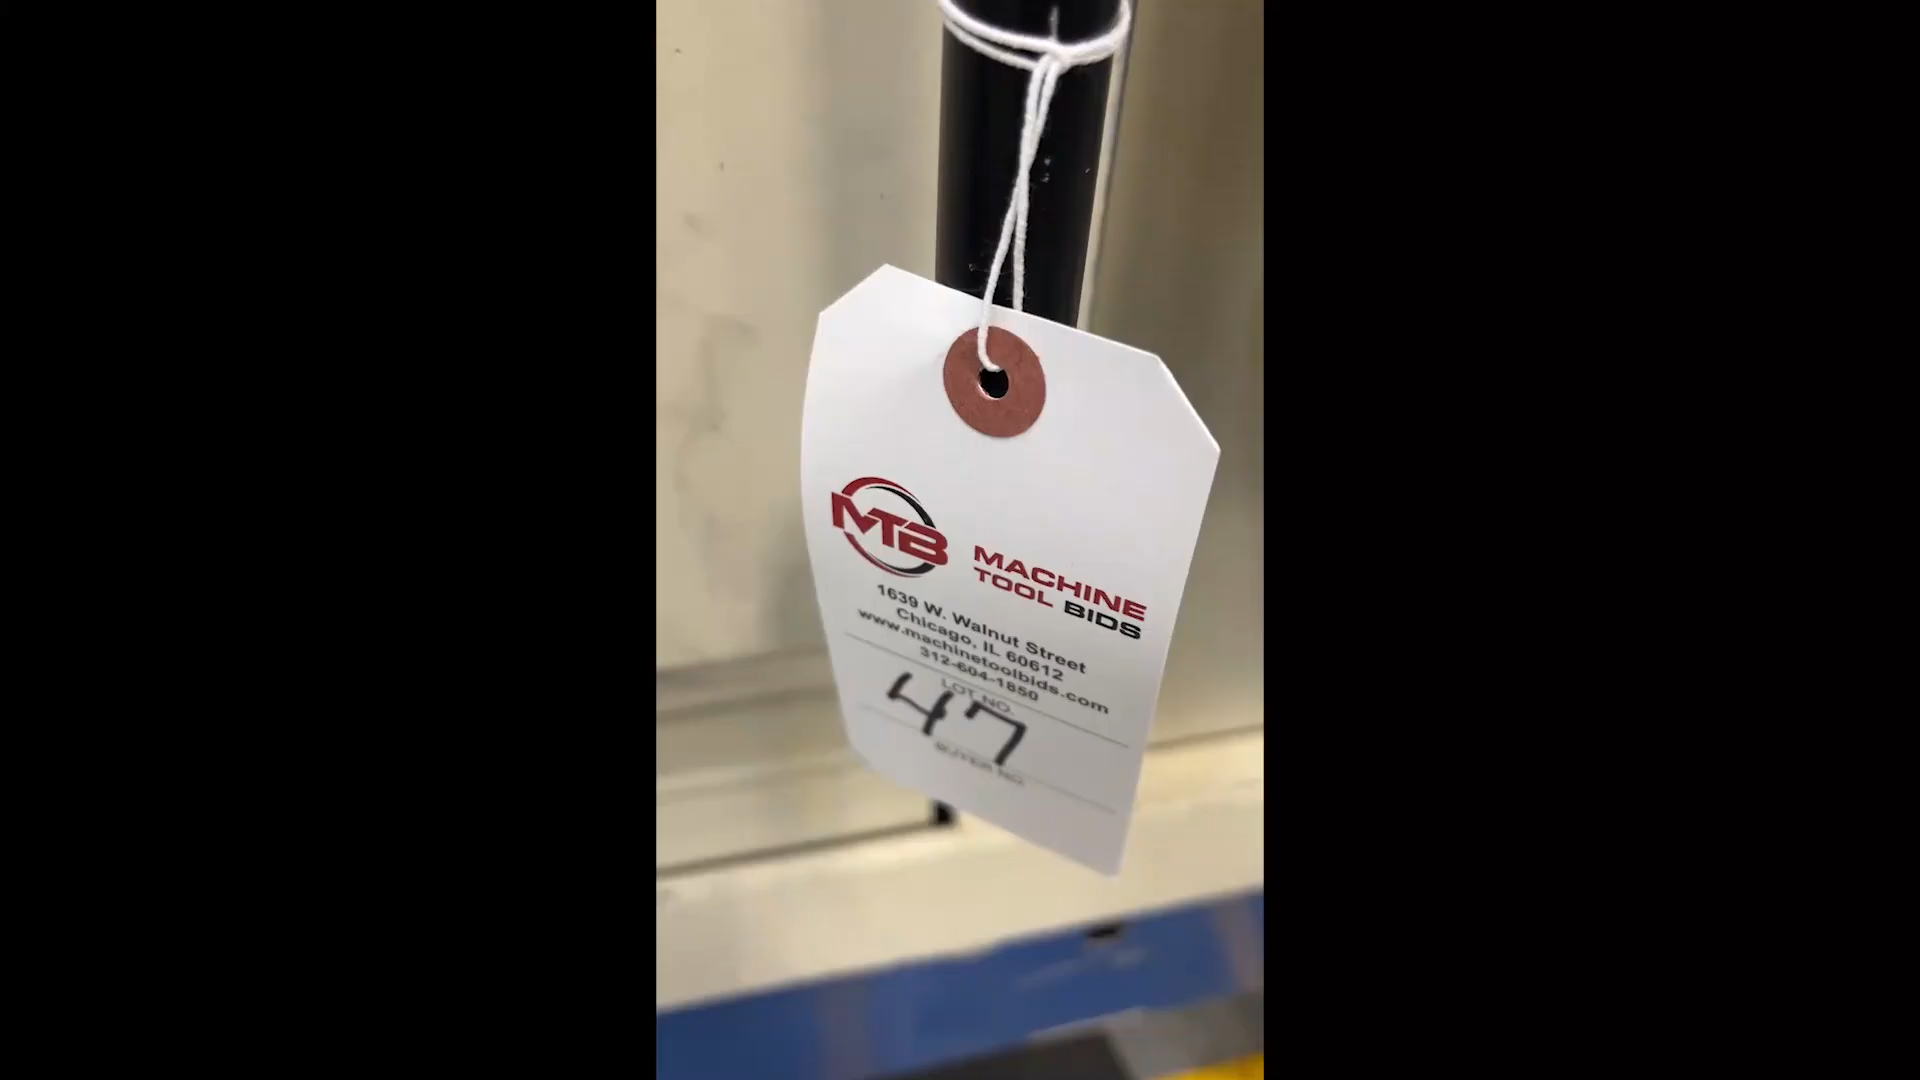 MTB
MACHINE
TOOL BIDS
1639 W. Walnut Street
Chicago, IL 60612
www.machinetoolbids.com
312-604-1850
LOT NO.
47
BUYER NO.